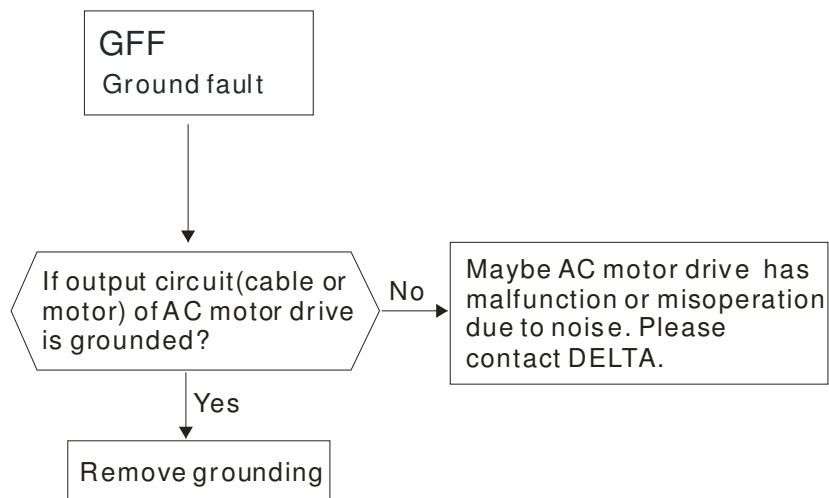 GFF
Ground fault
If output circuit(cable or
motor) of AC motor drive
is grounded?
No
Maybe AC motor drive has
malfunction or misoperation
due to noise. Please
contact DELTA.
Yes
Remove grounding